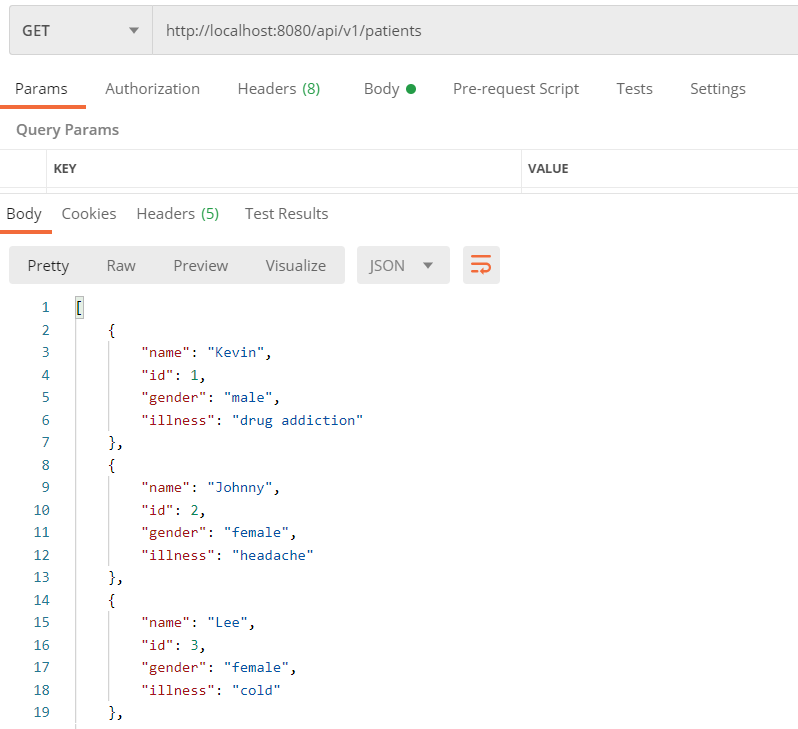 GET http://localhost:8080/api/v1/patients
Params Authorization Headers (8) Body Pre-request Script Tests Settings
Query Params
KEY VALUE
Body Cookies Headers (5) Test Results
Pretty Raw Preview Visualize JSON
1 [
2 {
3 "name": "Kevin",
4 "id": 1,
5 "gender": "male",
6 "illness": "drug addiction"
7 },
8 {
9 "name": "Johnny",
10 "id": 2,
11 "gender": "female",
12 "illness": "headache"
13 },
14 {
15 "name": "Lee",
16 "id": 3,
17 "gender": "female",
18 "illness": "cold"
19 },